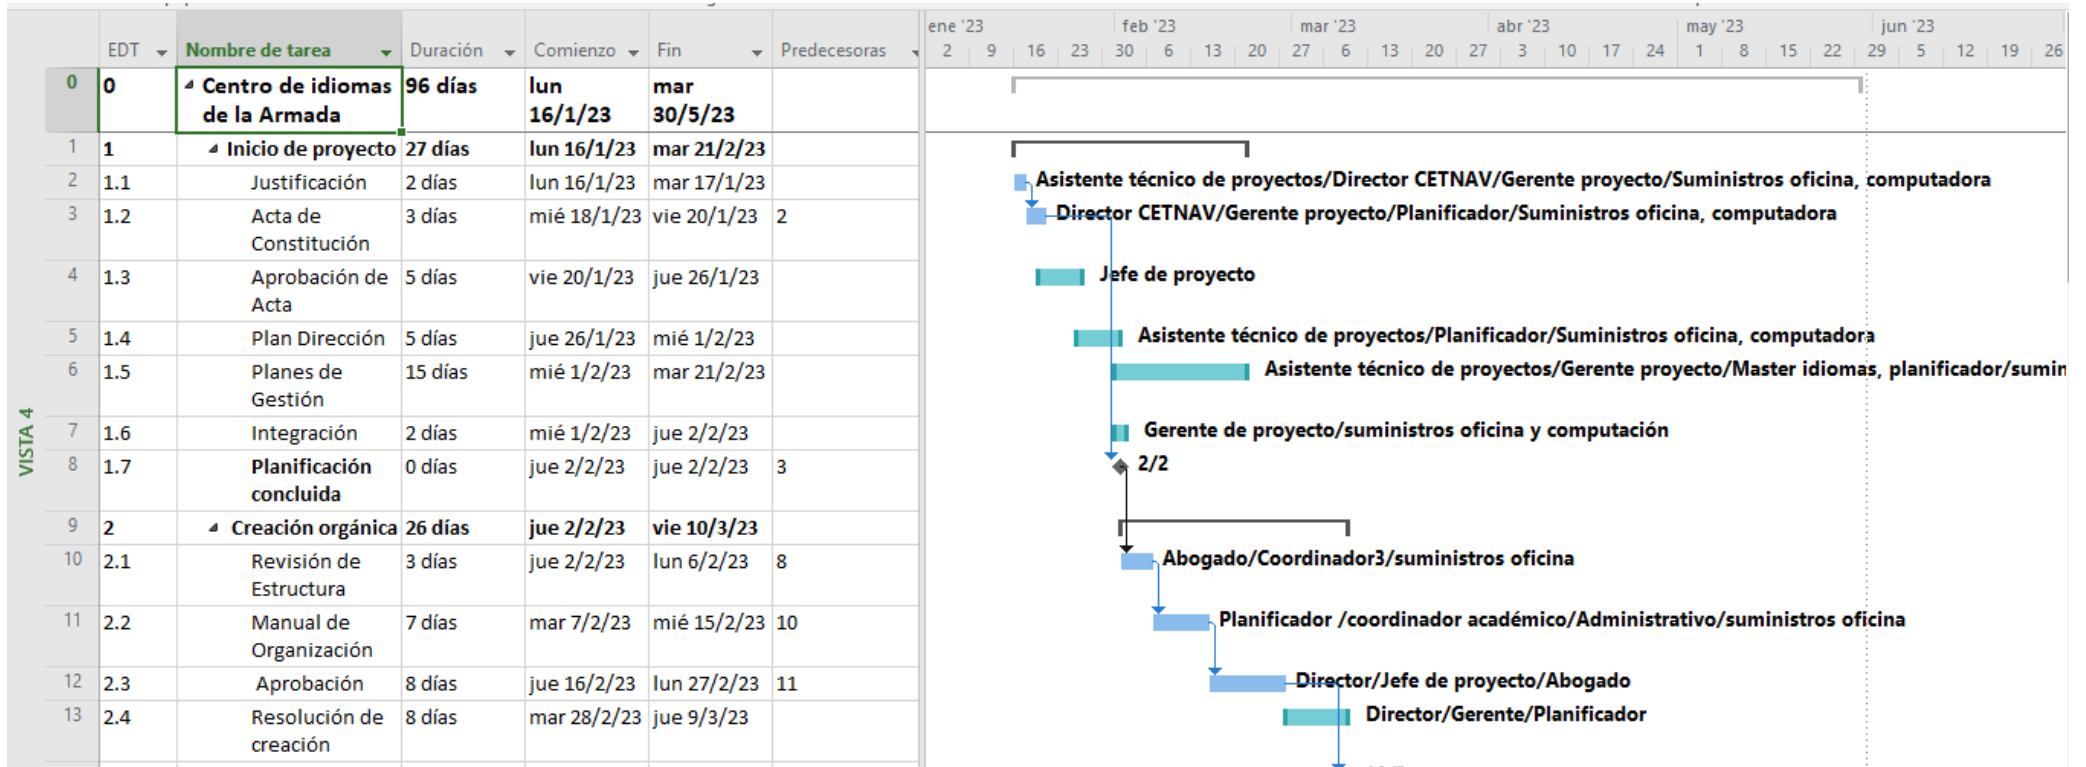 ene '23 feb '23 mar '23 abr '23 may '23 jun '23
EDT Nombre de tarea Duración Comienzo Fin Predecesoras 2 9 16 23 30 6 13 20 27 6 13 20 27 3 10 17 24 1 8 15 22 29 5 12 19 26
0 0 Centro de idiomas 96 días lun mar
de la Armada 16/1/23 30/5/23
1 1 Inicio de proyecto 27 días lun 16/1/23 mar 21/2/23
2 1.1 Justificación 2 días lun 16/1/23 mar 17/1/23 Asistente técnico de proyectos/Director CETNAV/Gerente proyecto/Suministros oficina, computadora
3 1.2 Acta de 3 días mié 18/1/23 vie 20/1/23 2 Director CETNAV/Gerente proyecto/Planificador/Suministros oficina, computadora
Constitución
4 1.3 Aprobación de 5 días vie 20/1/23 jue 26/1/23 Jefe de proyecto
Acta
5 1.4 Plan Dirección 5 días jue 26/1/23 mié 1/2/23 Asistente técnico de proyectos/Planificador/Suministros oficina, computadora
6 1.5 Planes de 15 días mié 1/2/23 mar 21/2/23 Asistente técnico de proyectos/Gerente proyecto/Master idiomas, planificador/sumin
Gestión
VISTA 4
7 1.6 Integración 2 días mié 1/2/23 jue 2/2/23 Gerente de proyecto/suministros oficina y computación
8 1.7 Planificación 0 días jue 2/2/23 jue 2/2/23 3 2/2
concluida
9 2 Creación orgánica 26 días jue 2/2/23 vie 10/3/23
10 2.1 Revisión de 3 días jue 2/2/23 lun 6/2/23 8 Abogado/Coordinador3/suministros oficina
Estructura
11 2.2 Manual de 7 días mar 7/2/23 mié 15/2/23 10 Planificador /coordinador académico/Administrativo/suministros oficina
Organización
12 2.3 Aprobación 8 días jue 16/2/23 lun 27/2/23 11 Director/Jefe de proyecto/Abogado
13 2.4 Resolución de 8 días mar 28/2/23 jue 9/3/23 Director/Gerente/Planificador
creación